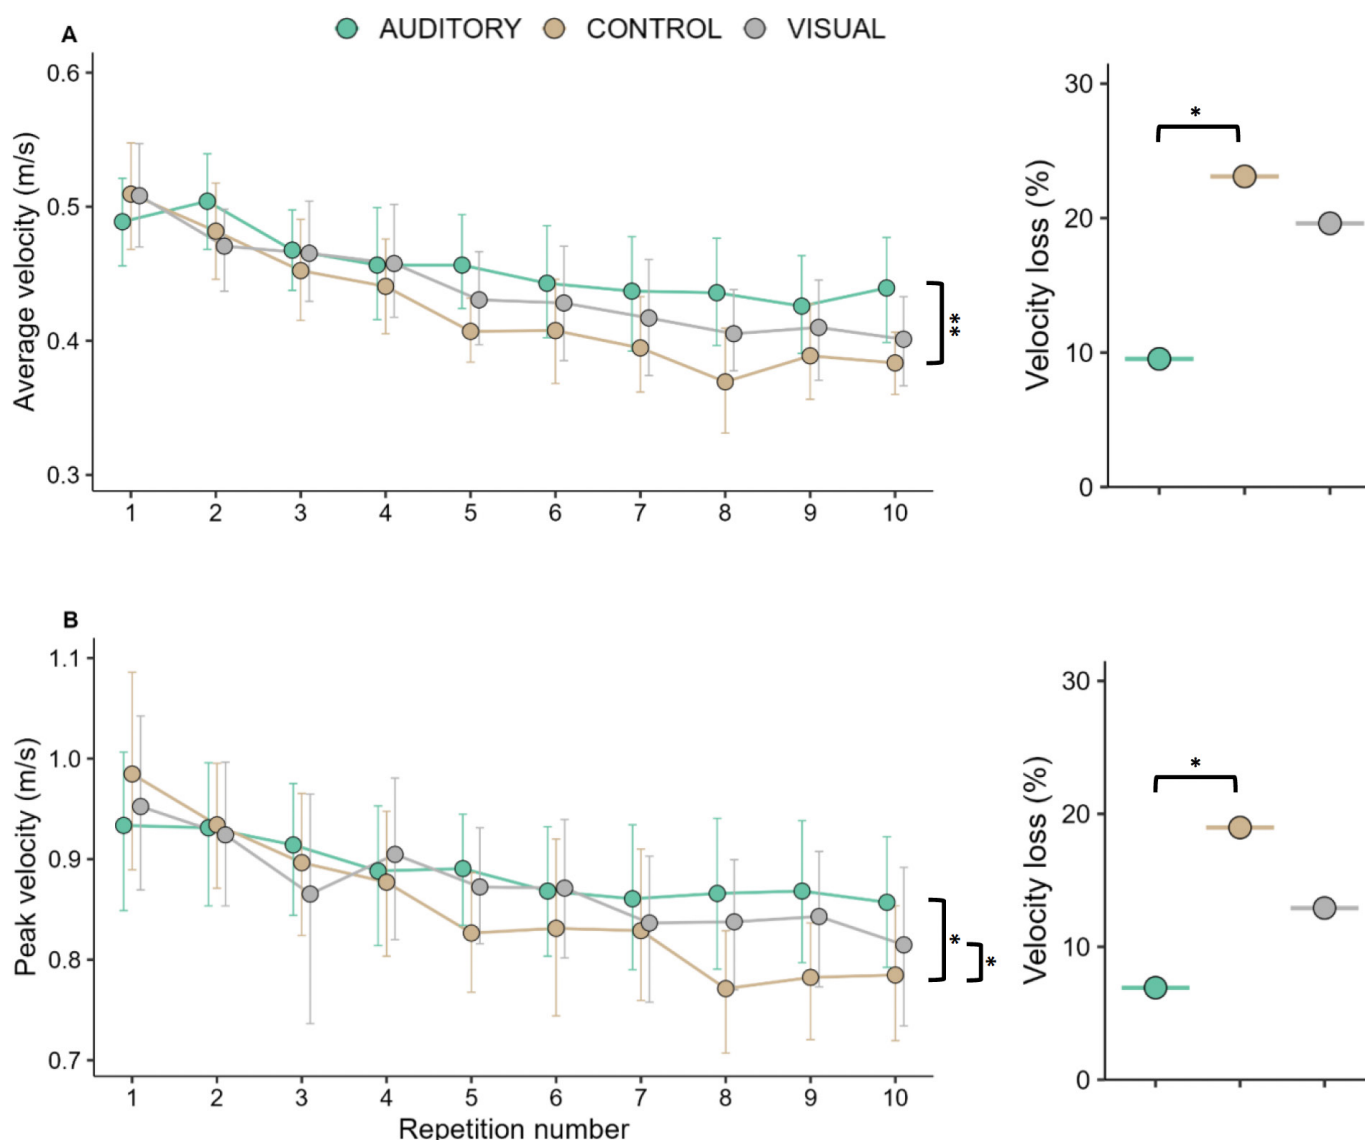 A
AUDITORY CONTROL VISUAL
Average velocity (m/s)
0.6
0.5
0.4
0.3
1 2 3 4 5 6 7 8 9 10
**
Velocity loss (%)
30
20
10
0
*
B
Peak velocity (m/s)
1.1
1.0
0.9
0.8
0.7
1 2 3 4 5 6 7 8 9 10
Repetition number
*
*
Velocity loss (%)
30
20
10
0
*